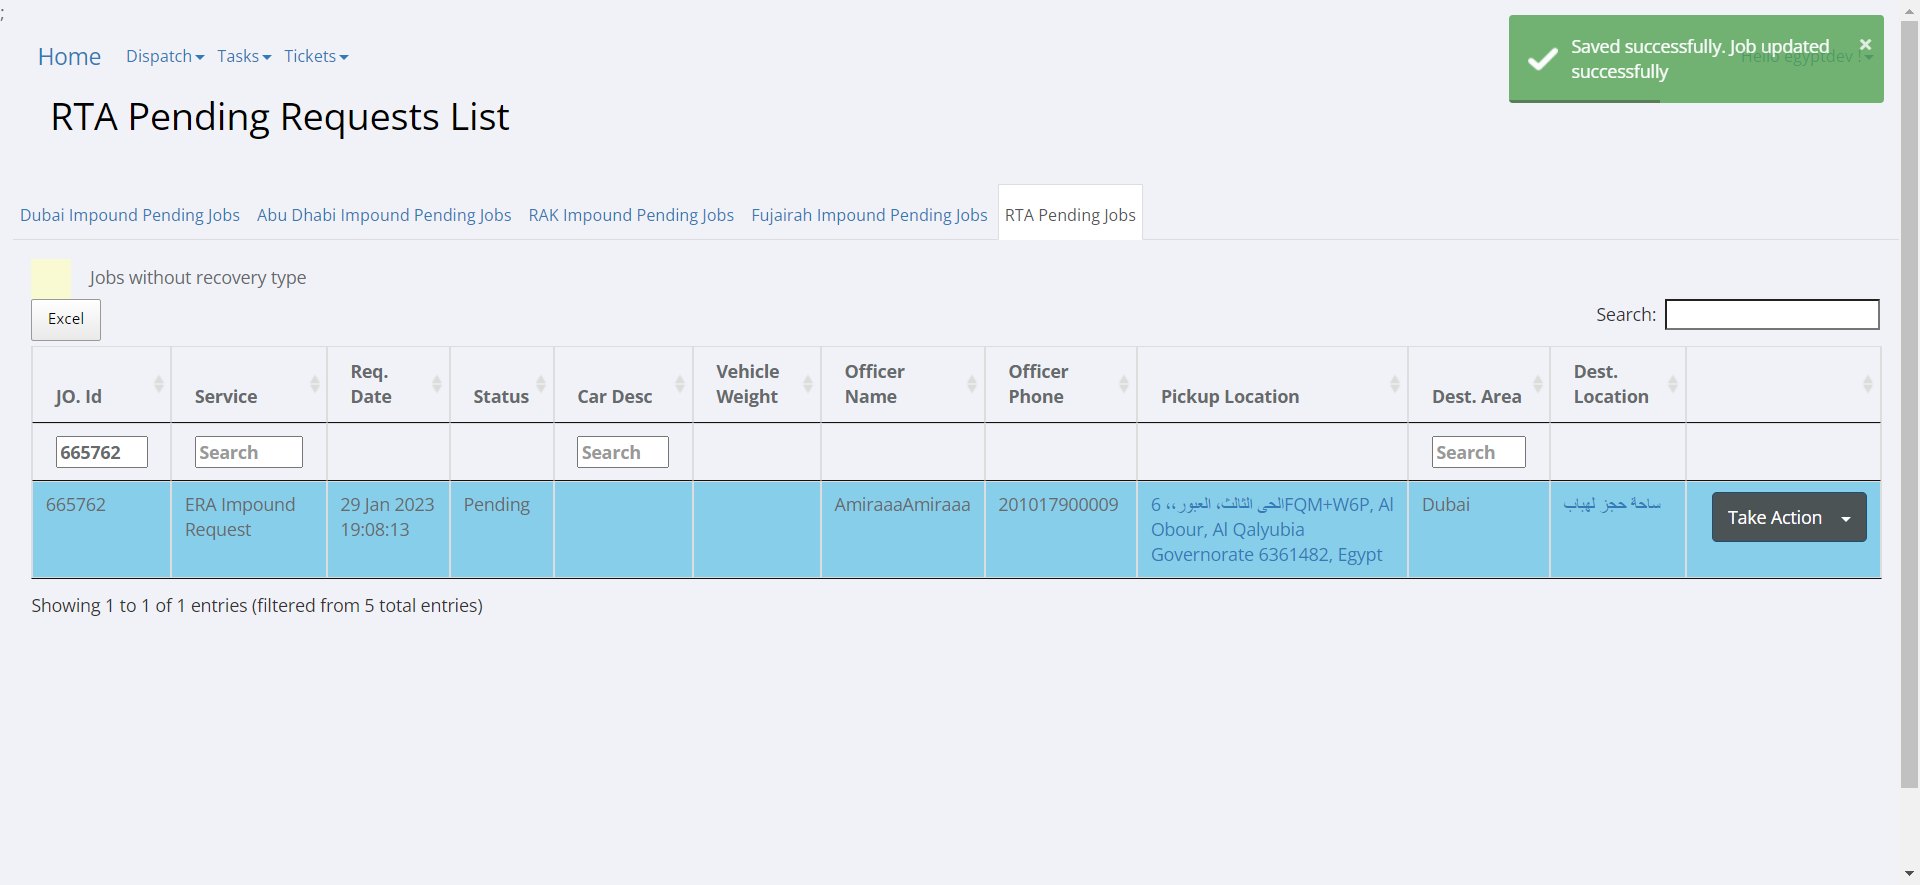 ;
Home Dispatch Tasks Tickets
Saved successfully. Job updated
successfully
×
Hello egyptdev !
RTA Pending Requests List
Dubai Impound Pending Jobs Abu Dhabi Impound Pending Jobs RAK Impound Pending Jobs Fujairah Impound Pending Jobs RTA Pending Jobs
Jobs without recovery type
Excel
Search:
JO. Id
Service
Req.
Date
Status
Car Desc
Vehicle
Weight
Officer
Name
Officer
Phone
Pickup Location
Dest. Area
Dest.
Location
665762 Search Search Search
665762
ERA Impound
Request
29 Jan 2023
19:08:13
Pending
AmiraaaAmiraaa
201017900009
6 الحى الثالث، العبور،،FQM+W6P, Al
Obour, Al Qalyubia
Governorate 6361482, Egypt
Dubai
ساحة حجز لهباب
Take Action
Showing 1 to 1 of 1 entries (filtered from 5 total entries)